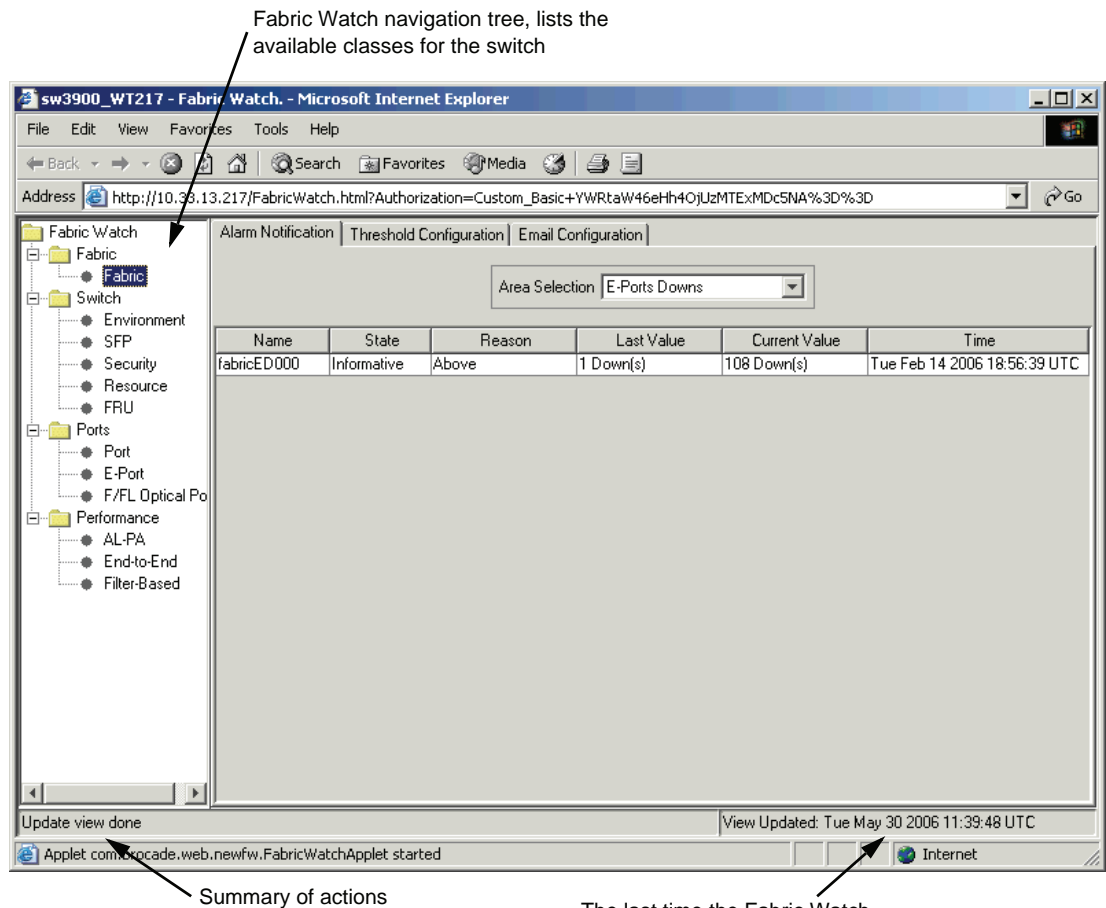 Fabric Watch navigation tree, lists the
available classes for the switch
sw3900_WT217 - Fabric Watch. - Microsoft Internet Explorer
File Edit View Favorites Tools Help
Back Search Favorites Media
Address http://10.33.13.217/FabricWatch.html?Authorization=Custom_Basic+YWRtaW46eHh4OjUzMTExMDc5NA%3D%3D Go
Fabric Watch
Fabric
Fabric
Switch
Environment
SFP
Security
Resource
FRU
Ports
Port
E-Port
F/FL Optical Po
Performance
AL-PA
End-to-End
Filter-Based
Alarm Notification Threshold Configuration Email Configuration
Area Selection E-Ports Downs
Name State Reason Last Value Current Value Time
fabricED000 Informative Above 1 Down(s) 108 Down(s) Tue Feb 14 2006 18:56:39 UTC
Update view done View Updated: Tue May 30 2006 11:39:48 UTC
Applet com.brocade.web.newfw.FabricWatchApplet started Internet
Summary of actions
The last time the Fabric Watch